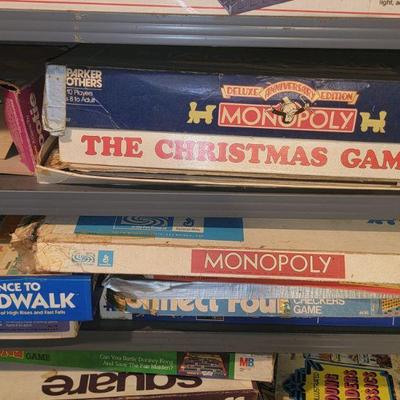 light, a
PARKER
BROTHERS
10 Players
8 to Adult
DELUXE ANNIVERSARY EDITION
MONOPOLY
THE CHRISTMAS GAM
MONOPOLY
NCE TO
DWALK
of High Rises and Fast Falls
Connect Four
CHECKERS
GAME
GAME
Can You Battle Donkey Kong
And Save The Fair Maiden?
MB
square